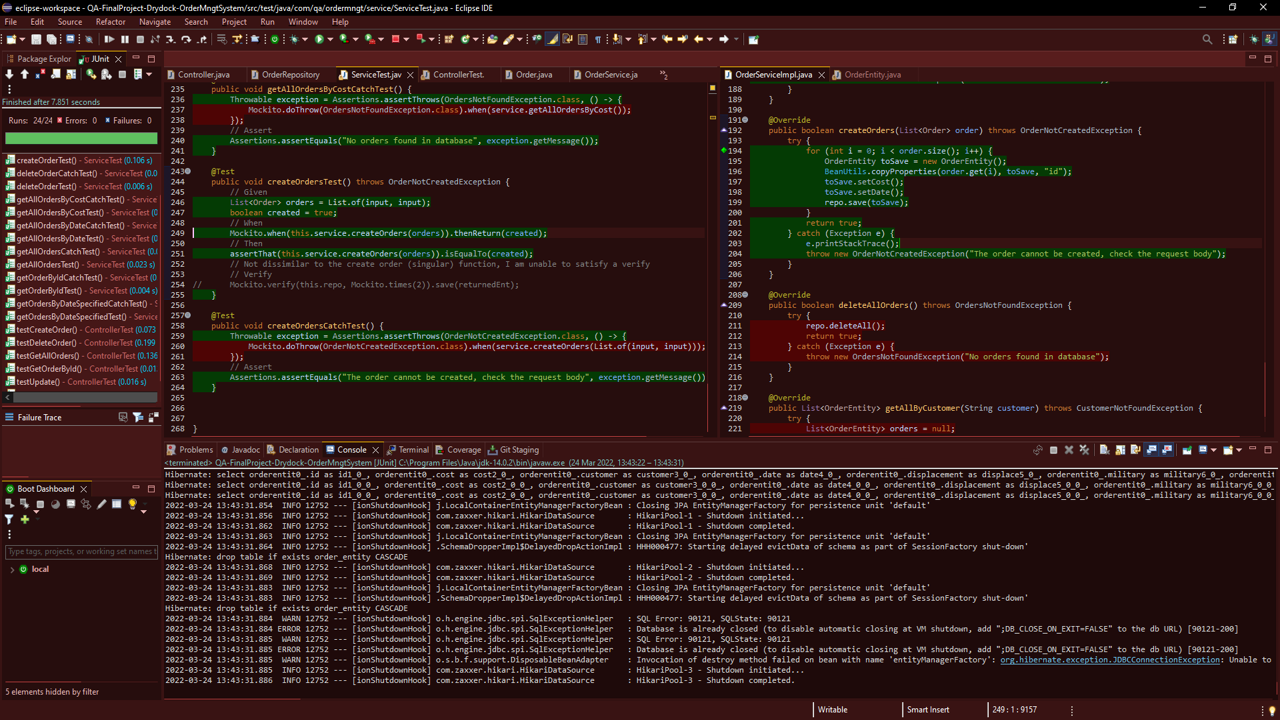 eclipse-workspace - QA-FinalProject-Drydock-OrderMngtSystem/src/test/java/com/qa/ordermngt/service/ServiceTest.java - Eclipse IDE
File Edit Source Refactor Navigate Search Project Run Window Help
Package Explor JUnit
Finished after 7.851 seconds
Runs: 24/24 Errors: 0 Failures: 0
createOrderTest() - ServiceTest (0.106 s)
deleteOrderCatchTest() - ServiceTest (0.00
deleteOrderTest() - ServiceTest (0.006 s)
getAllOrdersByCostCatchTest() - ServiceTes
getAllOrdersByCostTest() - ServiceTest (0.0
getAllOrdersByDateCatchTest() - ServiceTes
getAllOrdersByDateTest() - ServiceTest (0.0
getAllOrdersCatchTest() - ServiceTest (0.00
getAllOrdersTest() - ServiceTest (0.023 s)
getOrderByIdCatchTest() - ServiceTest (0.0
getOrderByIdTest() - ServiceTest (0.004 s)
getOrdersByDateSpecifiedCatchTest() - Ser
getOrdersByDateSpecifiedTest() - ServiceTe
testCreateOrder() - ControllerTest (0.073
testDeleteOrder() - ControllerTest (0.199
testGetAllOrders() - ControllerTest (0.136
testGetOrderById() - ControllerTest (0.01
testUpdate() - ControllerTest (0.016 s)
Failure Trace
Boot Dashboard
Type tags, projects, or working set names t
local
5 elements hidden by filter
Controller.java OrderRepository ServiceTest.jav ControllerTest. Order.java OrderService.ja
235 public void getAllOrdersByCostCatchTest() {
236 Throwable exception = Assertions.assertThrows(OrdersNotFoundException.class, () -> {
237 Mockito.doThrow(OrdersNotFoundException.class).when(service.getAllOrdersByCost());
238 });
239 // Assert
240 Assertions.assertEquals("No orders found in database", exception.getMessage());
241 }
242
243 @Test
244 public void createOrdersTest() throws OrderNotCreatedException {
245 // Given
246 List<Order> orders = List.of(input, input);
247 boolean created = true;
248 // When
249 Mockito.when(this.service.createOrders(orders)).thenReturn(created);
250 // Then
251 assertThat(this.service.createOrders(orders)).isEqualTo(created);
252 // Not dissimilar to the create order (singular) function, I am unable to satisfy a verify
253 // Verify
254 // Mockito.verify(this.repo, Mockito.times(2)).save(returnedEnt);
255 }
256
257 @Test
258 public void createOrdersCatchTest() {
259 Throwable exception = Assertions.assertThrows(OrderNotCreatedException.class, () -> {
260 Mockito.doThrow(OrderNotCreatedException.class).when(service.createOrders(List.of(input, input)));
261 });
262 // Assert
263 Assertions.assertEquals("The order cannot be created, check the request body", exception.getMessage())
264 }
265
266
267
268 }
OrderServiceImpl.java OrderEntity.java
188 }
189 }
190
191 @Override
192 public boolean createOrders(List<Order> order) throws OrderNotCreatedException {
193 try {
194 for (int i = 0; i < order.size(); i++) {
195 OrderEntity toSave = new OrderEntity();
196 BeanUtils.copyProperties(order.get(i), toSave, "id");
197 toSave.setCost();
198 toSave.setDate();
199 repo.save(toSave);
200 }
201 return true;
202 } catch (Exception e) {
203 e.printStackTrace();
204 throw new OrderNotCreatedException("The order cannot be created, check the request body");
205 }
206 }
207
208 @Override
209 public boolean deleteAllOrders() throws OrdersNotFoundException {
210 try {
211 repo.deleteAll();
212 return true;
213 } catch (Exception e) {
214 throw new OrdersNotFoundException("No orders found in database");
215 }
216 }
217
218 @Override
219 public List<OrderEntity> getAllByCustomer(String customer) throws CustomerNotFoundException {
220 try {
221 List<OrderEntity> orders = null;
Problems Javadoc Declaration Console Terminal Coverage Git Staging
<terminated> QA-FinalProject-Drydock-OrderMngtSystem [JUnit] C:\Program Files\Java\jdk-14.0.2\bin\javaw.exe (24 Mar 2022, 13:43:22 – 13:43:31)
Hibernate: select orderentit0_.id as id1_0_, orderentit0_.cost as cost2_0_, orderentit0_.customer as customer3_0_, orderentit0_.date as date4_0_, orderentit0_.displacement as displace5_0_, orderentit0_.military as military6_0_,
Hibernate: select orderentit0_.id as id1_0_0_, orderentit0_.cost as cost2_0_0_, orderentit0_.customer as customer3_0_0_, orderentit0_.date as date4_0_0_, orderentit0_.displacement as displace5_0_0_, orderentit0_.military as military6_0_0
Hibernate: select orderentit0_.id as id1_0_0_, orderentit0_.cost as cost2_0_0_, orderentit0_.customer as customer3_0_0_, orderentit0_.date as date4_0_0_, orderentit0_.displacement as displace5_0_0_, orderentit0_.military as military6_0_0
2022-03-24 13:43:31.854 INFO 12752 --- [ionShutdownHook] j.LocalContainerEntityManagerFactoryBean : Closing JPA EntityManagerFactory for persistence unit 'default'
2022-03-24 13:43:31.862 INFO 12752 --- [ionShutdownHook] com.zaxxer.hikari.HikariDataSource : HikariPool-1 - Shutdown initiated...
2022-03-24 13:43:31.863 INFO 12752 --- [ionShutdownHook] com.zaxxer.hikari.HikariDataSource : HikariPool-1 - Shutdown completed.
2022-03-24 13:43:31.863 INFO 12752 --- [ionShutdownHook] j.LocalContainerEntityManagerFactoryBean : Closing JPA EntityManagerFactory for persistence unit 'default'
2022-03-24 13:43:31.864 INFO 12752 --- [ionShutdownHook] .SchemaDropperImpl$DelayedDropActionImpl : HHH000477: Starting delayed evictData of schema as part of SessionFactory shut-down'
Hibernate: drop table if exists order_entity CASCADE
2022-03-24 13:43:31.868 INFO 12752 --- [ionShutdownHook] com.zaxxer.hikari.HikariDataSource : HikariPool-2 - Shutdown initiated...
2022-03-24 13:43:31.883 INFO 12752 --- [ionShutdownHook] com.zaxxer.hikari.HikariDataSource : HikariPool-2 - Shutdown completed.
2022-03-24 13:43:31.883 INFO 12752 --- [ionShutdownHook] j.LocalContainerEntityManagerFactoryBean : Closing JPA EntityManagerFactory for persistence unit 'default'
2022-03-24 13:43:31.883 INFO 12752 --- [ionShutdownHook] .SchemaDropperImpl$DelayedDropActionImpl : HHH000477: Starting delayed evictData of schema as part of SessionFactory shut-down'
Hibernate: drop table if exists order_entity CASCADE
2022-03-24 13:43:31.884 WARN 12752 --- [ionShutdownHook] o.h.engine.jdbc.spi.SqlExceptionHelper : SQL Error: 90121, SQLState: 90121
2022-03-24 13:43:31.884 ERROR 12752 --- [ionShutdownHook] o.h.engine.jdbc.spi.SqlExceptionHelper : Database is already closed (to disable automatic closing at VM shutdown, add ";DB_CLOSE_ON_EXIT=FALSE" to the db URL) [90121-200]
2022-03-24 13:43:31.885 WARN 12752 --- [ionShutdownHook] o.h.engine.jdbc.spi.SqlExceptionHelper : SQL Error: 90121, SQLState: 90121
2022-03-24 13:43:31.885 ERROR 12752 --- [ionShutdownHook] o.h.engine.jdbc.spi.SqlExceptionHelper : Database is already closed (to disable automatic closing at VM shutdown, add ";DB_CLOSE_ON_EXIT=FALSE" to the db URL) [90121-200]
2022-03-24 13:43:31.885 WARN 12752 --- [ionShutdownHook] o.s.b.f.support.DisposableBeanAdapter : Invocation of destroy method failed on bean with name 'entityManagerFactory': org.hibernate.exception.JDBCConnectionException: Unable to
2022-03-24 13:43:31.886 INFO 12752 --- [ionShutdownHook] com.zaxxer.hikari.HikariDataSource : HikariPool-3 - Shutdown initiated...
2022-03-24 13:43:31.886 INFO 12752 --- [ionShutdownHook] com.zaxxer.hikari.HikariDataSource : HikariPool-3 - Shutdown completed.
Writable Smart Insert 249 : 1 : 9157